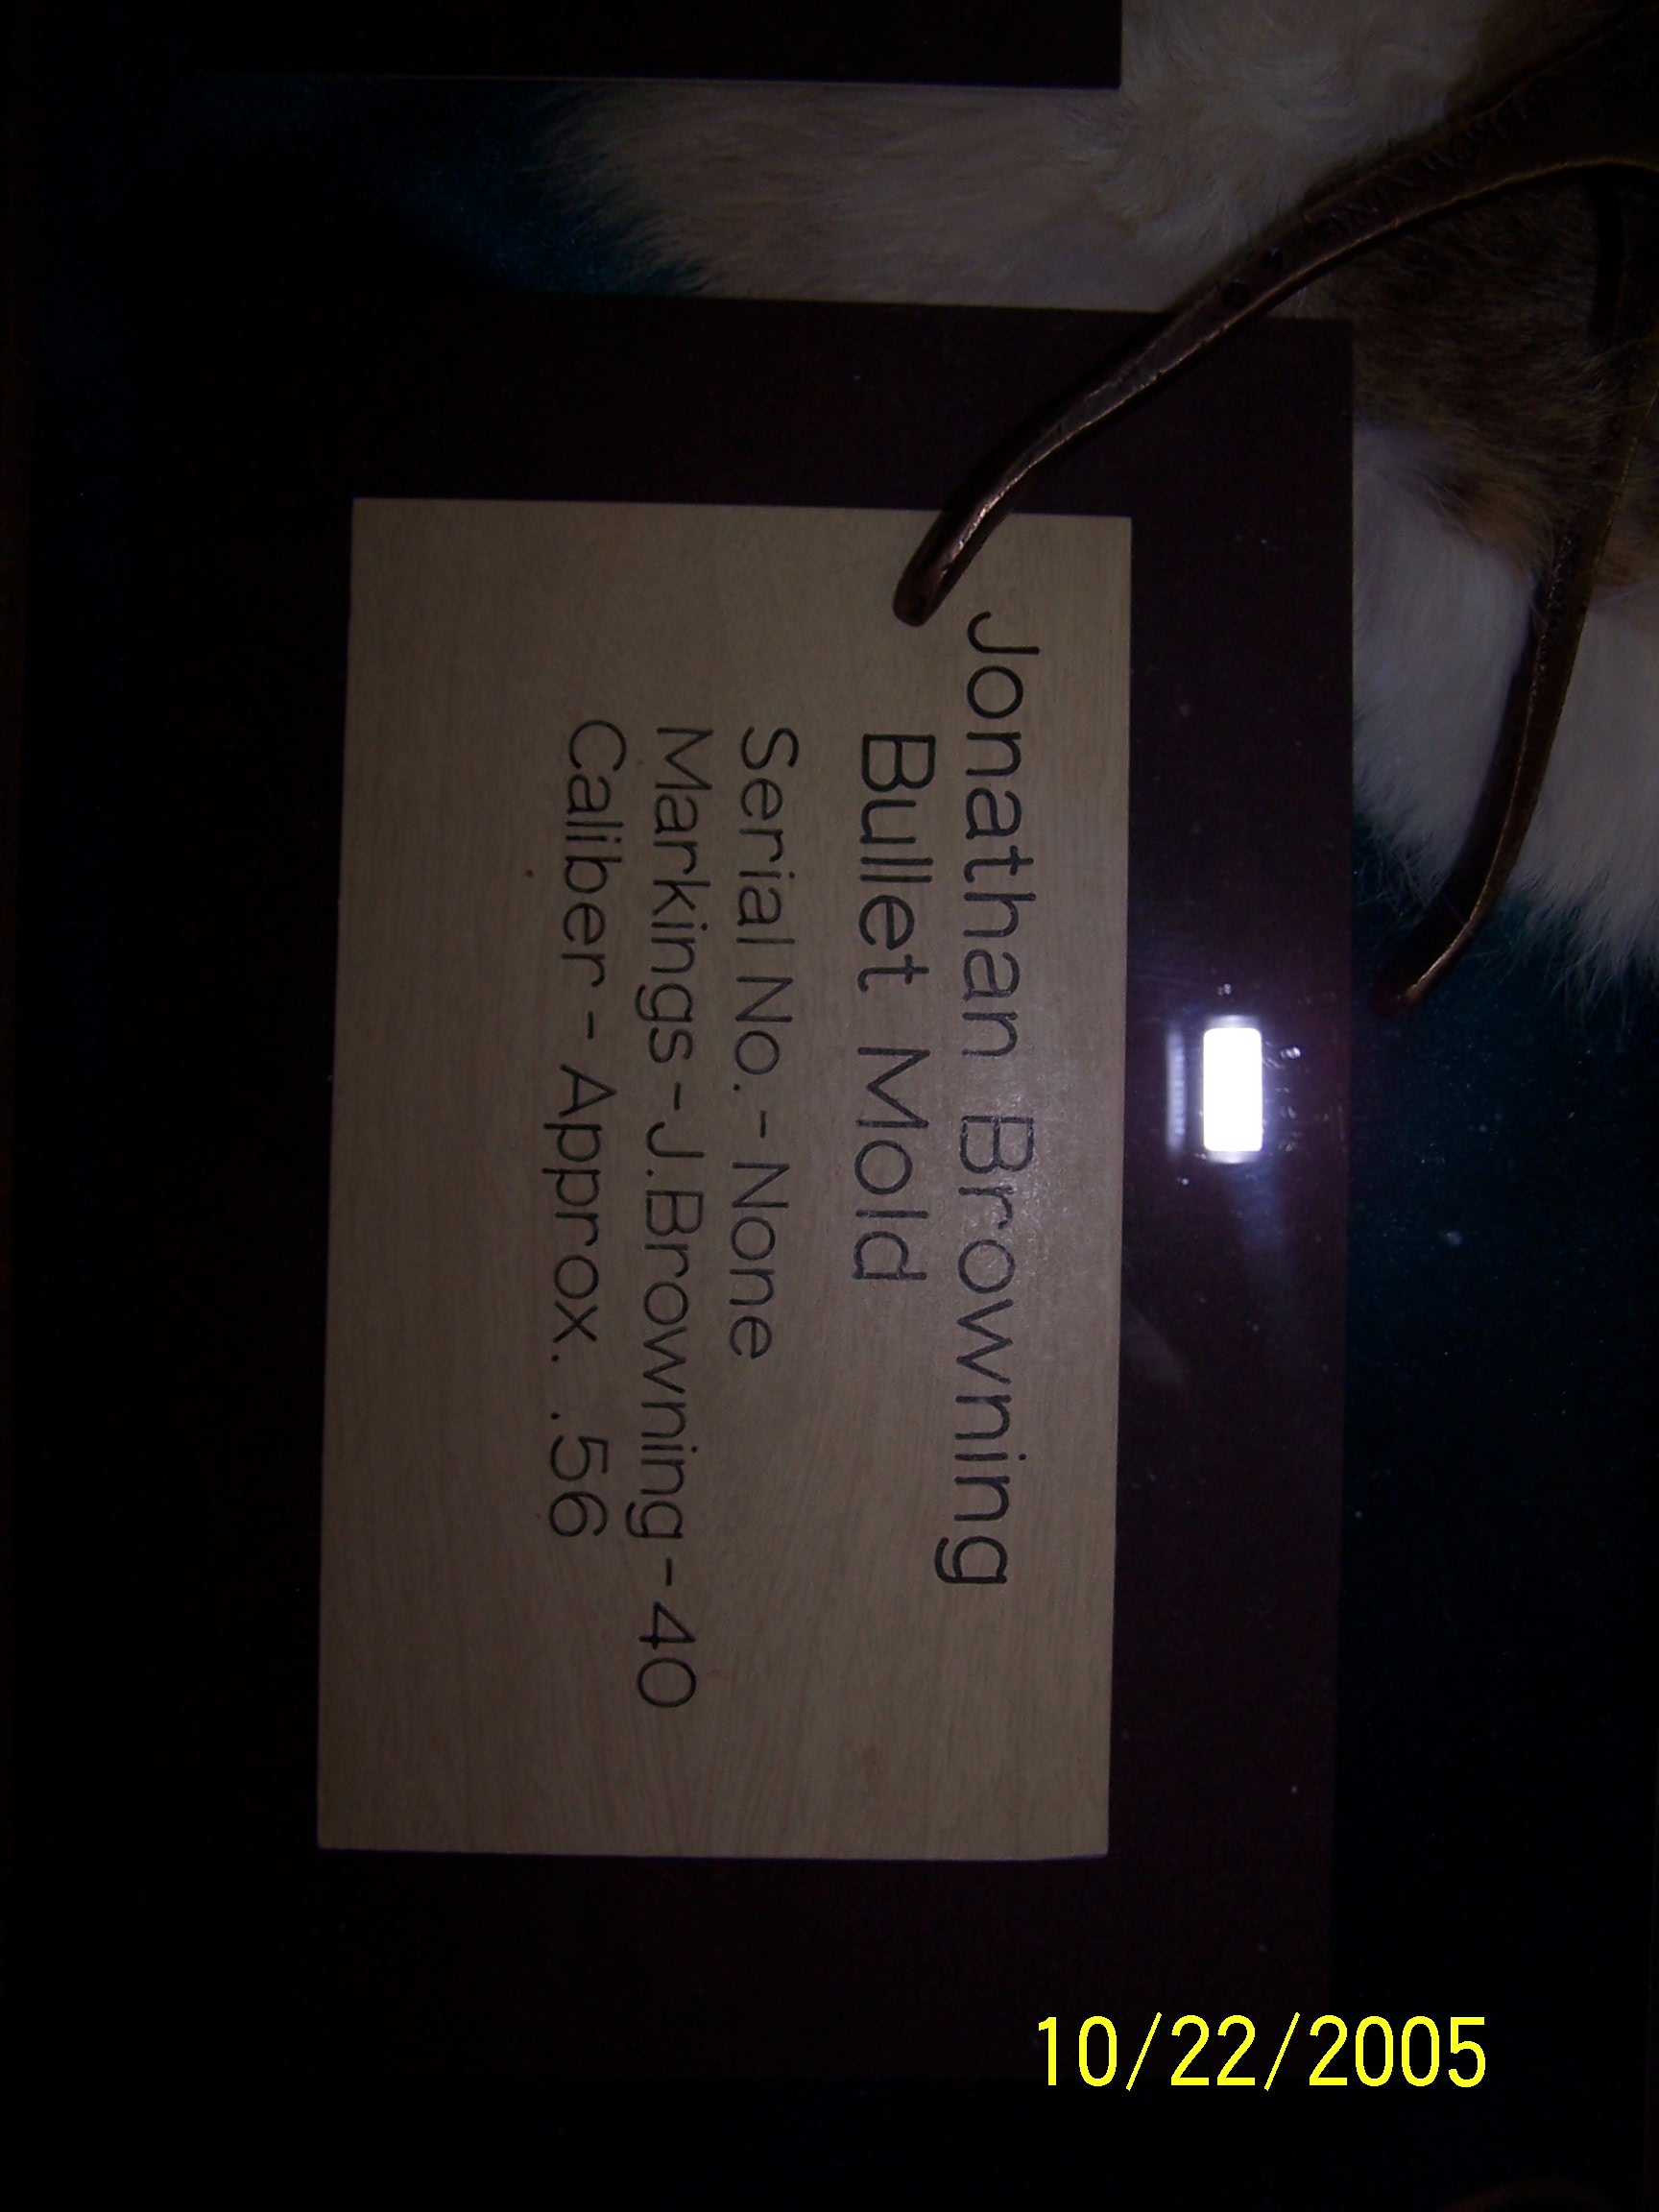 Jonathan Browning
Bullet Mold
Serial No. - None
Markings - J.Browning - 40
Caliber - Approx. .56
10/22/2005